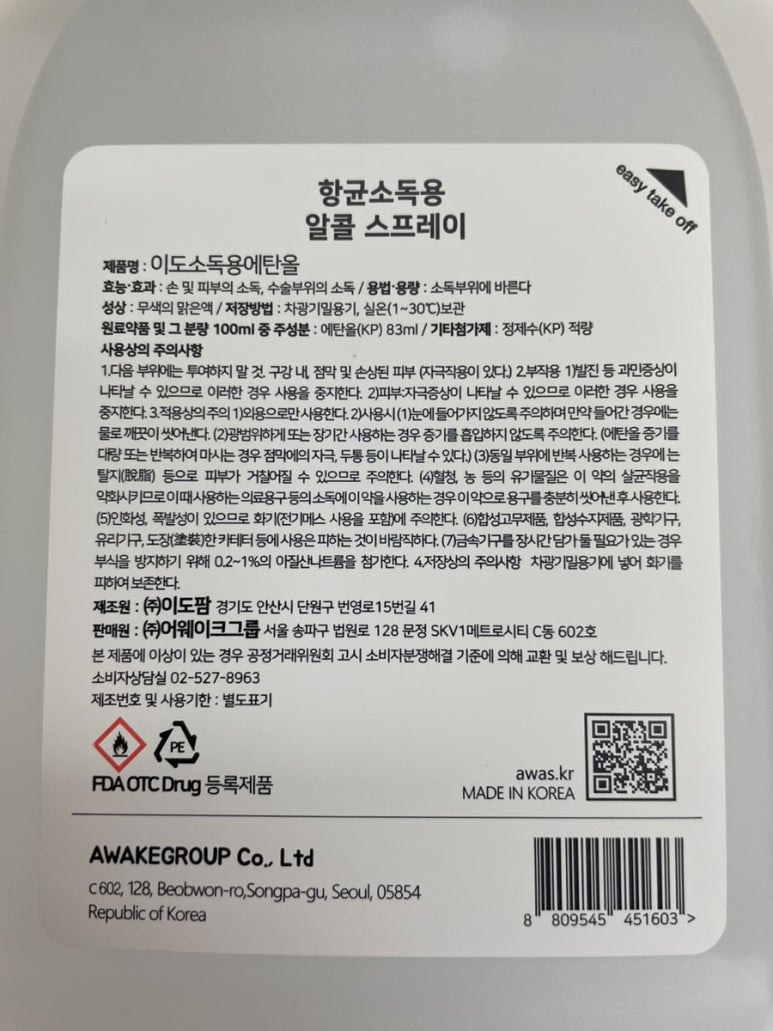 easy take off
항균소독용
알콜 스프레이
제품명 : 이도소독용에탄올
효능·효과 : 손 및 피부의 소독, 수술부위의 소독 / 용법·용량 : 소독부위에 바른다
성상 : 무색의 맑은액 / 저장방법 : 차광기밀용기, 실온(1~30℃)보관
원료약품 및 그 분량 100ml 중 주성분 : 에탄올(KP) 83ml / 기타첨가제 : 정제수(KP) 적량
사용상의 주의사항
1.다음 부위에는 투여하지 말 것. 구강 내, 점막 및 손상된 피부 (자극작용이 있다.) 2.부작용 1)발진 등 과민증상이
나타날 수 있으므로 이러한 경우 사용을 중지한다. 2)피부:자극증상이 나타날 수 있으므로 이러한 경우 사용을
중지한다. 3.적용상의 주의 1)외용으로만 사용한다. 2)사용시 (1)눈에 들어가지 않도록 주의하며 만약 들어간 경우에는
물로 깨끗이 씻어낸다. (2)광범위하게 또는 장기간 사용하는 경우 증기를 흡입하지 않도록 주의한다. (에탄올 증기를
대량 또는 반복하여 마시는 경우 점막에의 자극, 두통 등이 나타날 수 있다.) (3)동일 부위에 반복 사용하는 경우에 는
탈지(脫脂) 등으로 피부가 거칠어질 수 있으므로 주의한다. (4)혈청, 농 등의 유기물질은 이 약의 살균작용을
약화시키므로 이때 사용하는 의료용구 등의 소독에 이 약을 사용하는 경우 이 약으로 용구를 충분히 씻어낸 후 사용한다.
(5)인화성, 폭발성이 있으므로 화기(전기메스 사용을 포함)에 주의한다. (6)합성고무제품, 합성수지제품, 광학기구,
유리기구, 도장(塗裝)한 카테터 등에 사용은 피하는 것이 바람직하다. (7)금속기구를 장시간 담가 둘 필요가 있는 경우
부식을 방지하기 위해 0.2~1%의 아질산나트륨을 첨가한다. 4.저장상의 주의사항 차광기밀용기에 넣어 화기를
피하여 보존한다.
제조원 : ㈜이도팜 경기도 안산시 단원구 번영로15번길 41
판매원 : ㈜어웨이크그룹 서울 송파구 법원로 128 문정 SKV1메트로시티 C동 602호
본 제품에 이상이 있는 경우 공정거래위원회 고시 소비자분쟁해결 기준에 의해 교환 및 보상 해드립니다.
소비자상담실 02-527-8963
제조번호 및 사용기한 : 별도표기
PE
FDA OTC Drug 등록제품
awas.kr
MADE IN KOREA
AWAKEGROUP Co., Ltd
C 602, 128, Beobwon-ro,Songpa-gu, Seoul, 05854
Republic of Korea
8 809545 451603 >